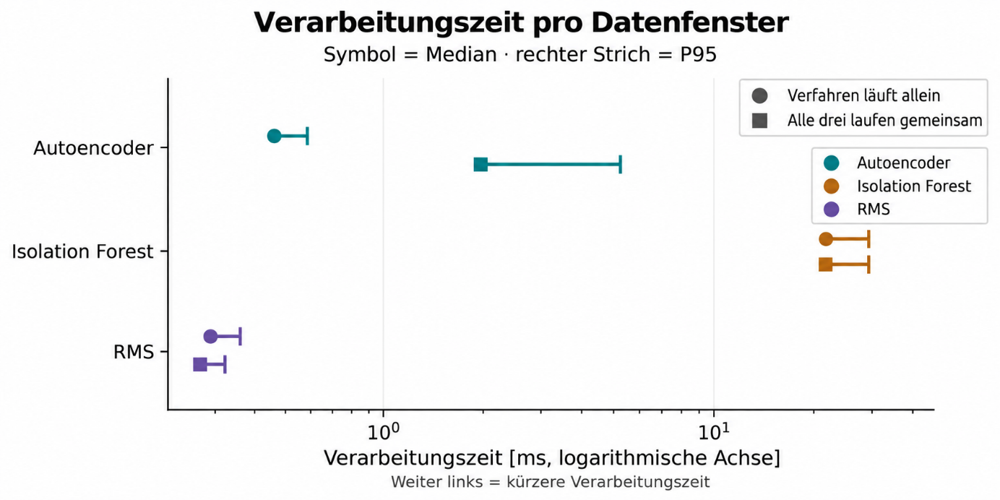 Verarbeitungszeit pro Datenfenster
Symbol = Median · rechter Strich = P95
Verfahren läuft allein
Alle drei laufen gemeinsam
Autoencoder
Isolation Forest
RMS
Autoencoder
Isolation Forest
RMS
10⁰ 10¹
Verarbeitungszeit [ms, logarithmische Achse]
Weiter links = kürzere Verarbeitungszeit